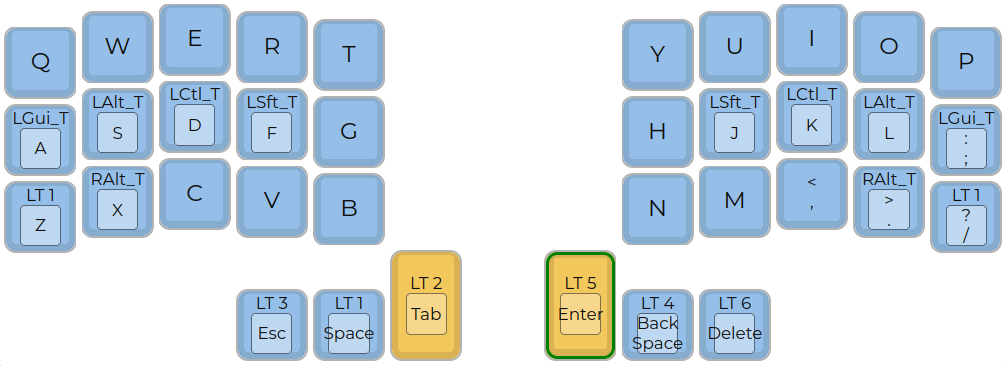 Q W E R T Y U I O P
LGui_T LAlt_T LCtl_T LSft_T LSft_T LCtl_T LAlt_T LGui_T
A S D F G H J K L :
;
LT 1 RAlt_T RAlt_T LT 1
Z X C V B N M < > ?
, . /
LT 3 LT 1 LT 2 LT 5 LT 4 LT 6
Esc Space Tab Enter Back Delete
Space